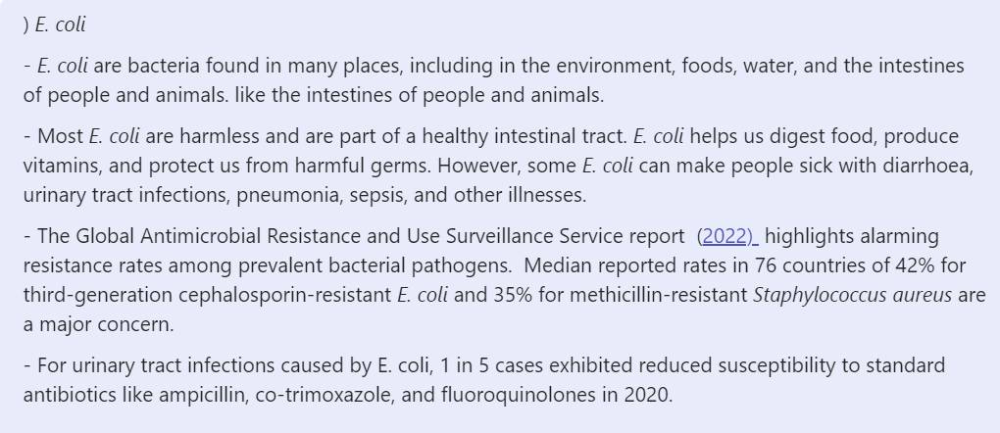 ) E. coli
- E. coli are bacteria found in many places, including in the environment, foods, water, and the intestines
of people and animals. like the intestines of people and animals.
- Most E. coli are harmless and are part of a healthy intestinal tract. E. coli helps us digest food, produce
vitamins, and protect us from harmful germs. However, some E. coli can make people sick with diarrhoea,
urinary tract infections, pneumonia, sepsis, and other illnesses.
- The Global Antimicrobial Resistance and Use Surveillance Service report (2022) highlights alarming
resistance rates among prevalent bacterial pathogens. Median reported rates in 76 countries of 42% for
third-generation cephalosporin-resistant E. coli and 35% for methicillin-resistant Staphylococcus aureus are
a major concern.
- For urinary tract infections caused by E. coli, 1 in 5 cases exhibited reduced susceptibility to standard
antibiotics like ampicillin, co-trimoxazole, and fluoroquinolones in 2020.